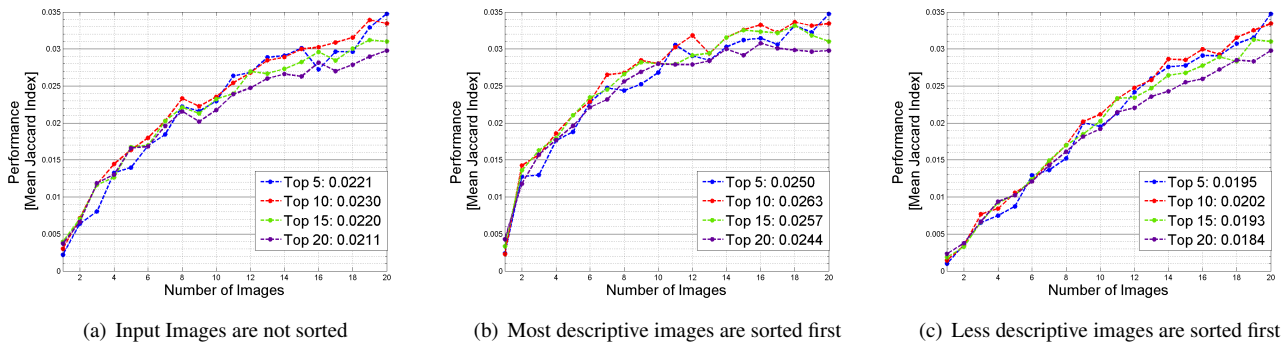 0.035
0.03
0.025
0.02
0.015
0.01
0.005
0
Performance
[Mean Jaccard Index]
2 4 6 8 10 12 14 16 18 20
Number of Images
Top 5: 0.0221
Top 10: 0.0230
Top 15: 0.0220
Top 20: 0.0211
(a) Input Images are not sorted
0.035
0.03
0.025
0.02
0.015
0.01
0.005
0
Performance
[Mean Jaccard Index]
2 4 6 8 10 12 14 16 18 20
Number of Images
Top 5: 0.0250
Top 10: 0.0263
Top 15: 0.0257
Top 20: 0.0244
(b) Most descriptive images are sorted first
0.035
0.03
0.025
0.02
0.015
0.01
0.005
0
Performance
[Mean Jaccard Index]
2 4 6 8 10 12 14 16 18 20
Number of Images
Top 5: 0.0195
Top 10: 0.0202
Top 15: 0.0193
Top 20: 0.0184
(c) Less descriptive images are sorted first